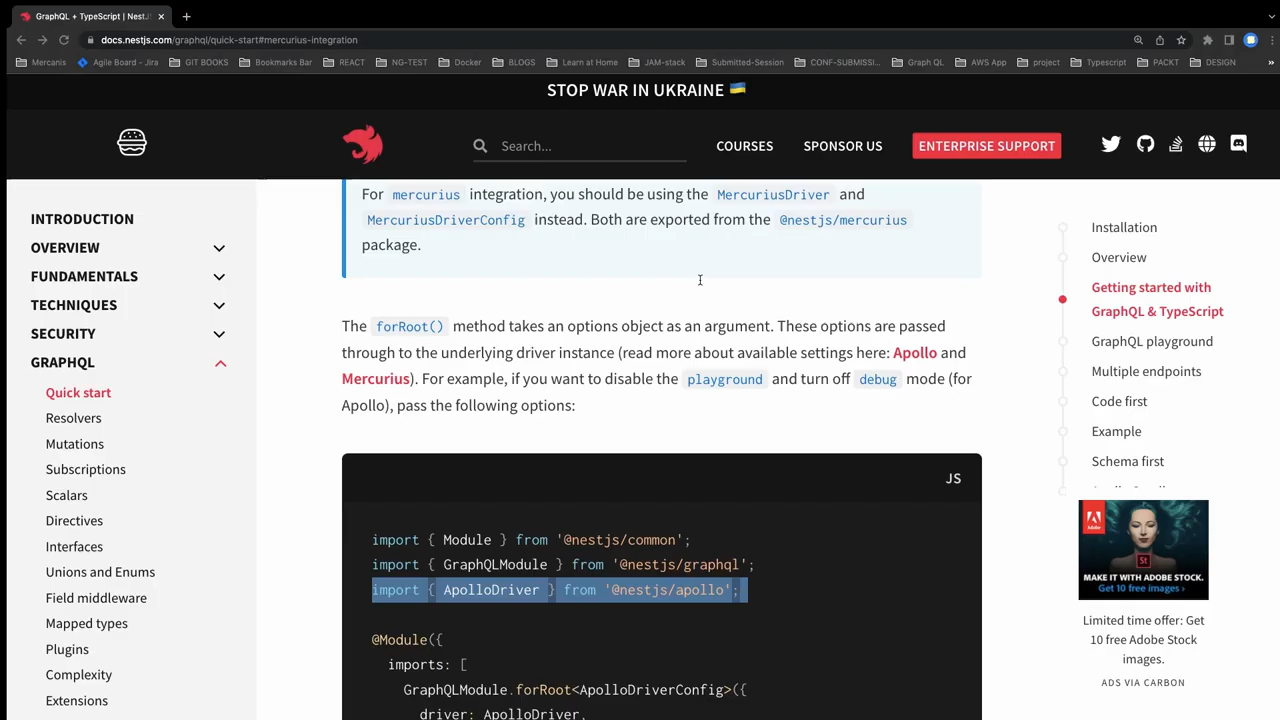 GraphQL + TypeScript | NestJS
docs.nestjs.com/graphql/quick-start#mercurius-integration
Mercanis
Agile Board - Jira
GIT BOOKS
Bookmarks Bar
REACT
NG-TEST
Docker
BLOGS
Learn at Home
JAM-stack
Submitted-Session
CONF-SUBMISSI...
Graph QL
AWS App
project
Typescript
PACKT
DESIGN
»
STOP WAR IN UKRAINE 🇺🇦
Search...
COURSES
SPONSOR US
ENTERPRISE SUPPORT
INTRODUCTION
OVERVIEW
FUNDAMENTALS
TECHNIQUES
SECURITY
GRAPHQL
Quick start
Resolvers
Mutations
Subscriptions
Scalars
Directives
Interfaces
Unions and Enums
Field middleware
Mapped types
Plugins
Complexity
Extensions
For mercurius integration, you should be using the MercuriusDriver and
MercuriusDriverConfig instead. Both are exported from the @nestjs/mercurius
package.
The forRoot() method takes an options object as an argument. These options are passed
through to the underlying driver instance (read more about available settings here: Apollo and
Mercurius). For example, if you want to disable the playground and turn off debug mode (for
Apollo), pass the following options:
JS
import { Module } from '@nestjs/common';
import { GraphQLModule } from '@nestjs/graphql';
import { ApolloDriver } from '@nestjs/apollo';
@Module({
imports: [
GraphQLModule.forRoot<ApolloDriverConfig>({
driver: ApolloDriver,
Installation
Overview
Getting started with
GraphQL & TypeScript
GraphQL playground
Multiple endpoints
Code first
Example
Schema first
St
MAKE IT WITH ADOBE STOCK.
Get 10 free images ›
Limited time offer: Get
10 free Adobe Stock
images.
ADS VIA CARBON